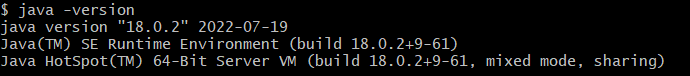 $ java -version
java version "18.0.2" 2022-07-19
Java(TM) SE Runtime Environment (build 18.0.2+9-61)
Java HotSpot(TM) 64-Bit Server VM (build 18.0.2+9-61, mixed mode, sharing)